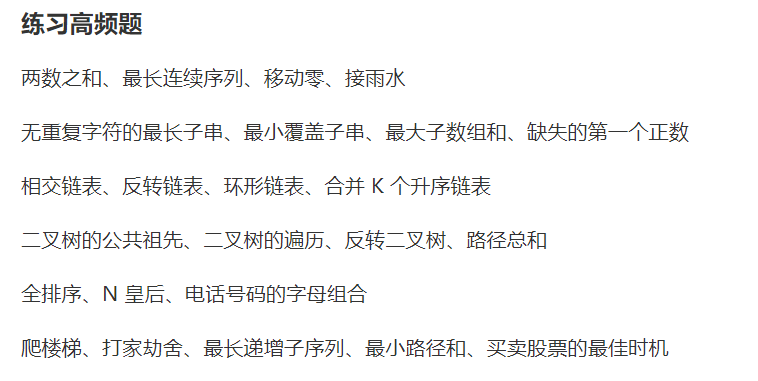 练习高频题
两数之和、最长连续序列、移动零、接雨水
无重复字符的最长子串、最小覆盖子串、最大子数组和、缺失的第一个正数
相交链表、反转链表、环形链表、合并 K 个升序链表
二叉树的公共祖先、二叉树的遍历、反转二叉树、路径总和
全排序、N 皇后、电话号码的字母组合
爬楼梯、打家劫舍、最长递增子序列、最小路径和、买卖股票的最佳时机